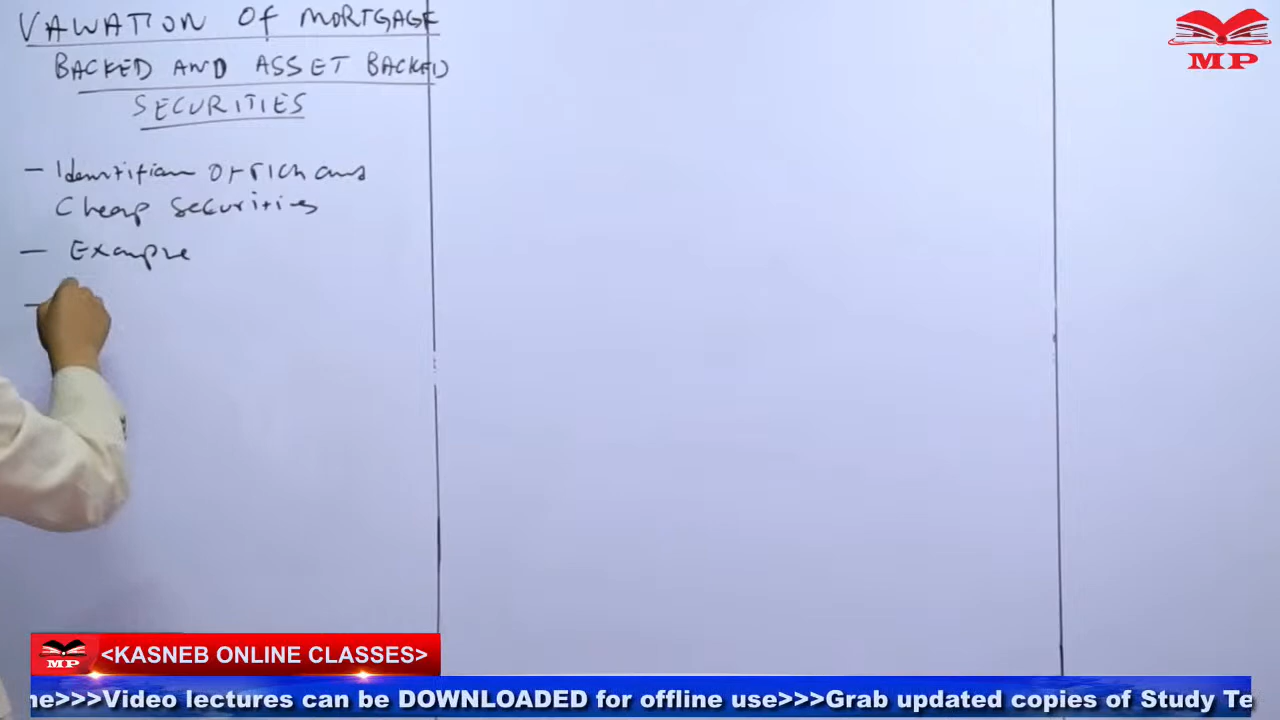 VALUATION OF MORTGAGE
BACKED AND ASSET BACKED
SECURITIES
- Identification of rich and
Cheap securities
- Example
-
MP
MP
<KASNEB ONLINE CLASSES>
ne>>>Video lectures can be DOWNLOADED for offline use>>>Grab updated copies of Study Te